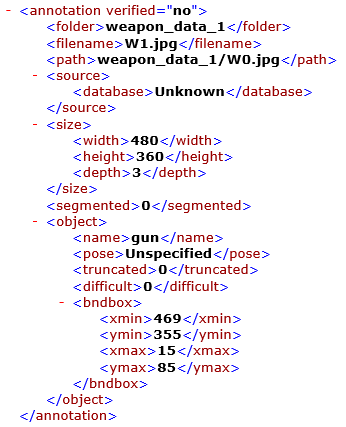 - <annotation verified="no">
<folder>weapon_data_1</folder>
<filename>W1.jpg</filename>
<path>weapon_data_1/W0.jpg</path>
- <source>
<database>Unknown</database>
</source>
- <size>
<width>480</width>
<height>360</height>
<depth>3</depth>
</size>
<segmented>0</segmented>
- <object>
<name>gun</name>
<pose>Unspecified</pose>
<truncated>0</truncated>
<difficult>0</difficult>
- <bndbox>
<xmin>469</xmin>
<ymin>355</ymin>
<xmax>15</xmax>
<ymax>85</ymax>
</bndbox>
</object>
</annotation>